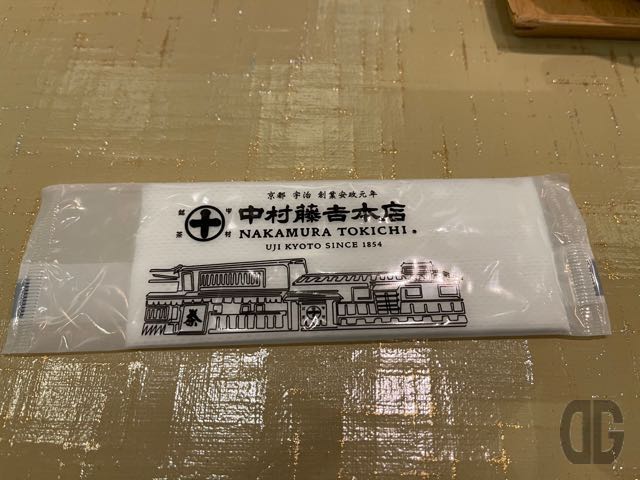 京都 宇治 創業安政元年
中村藤吉本店
NAKAMURA TOKICHI ®
UJI KYOTO SINCE 1854
茶
DG